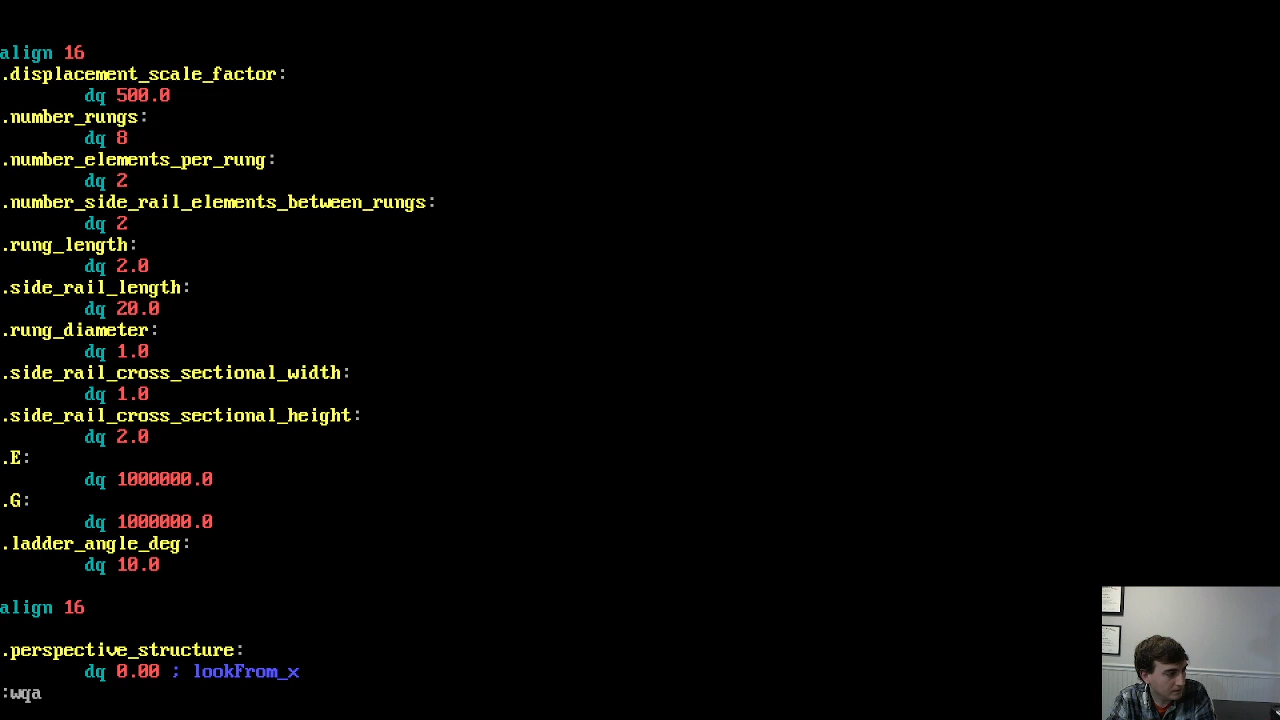 align 16
.displacement_scale_factor:
dq 500.0
.number_rungs:
dq 8
.number_elements_per_rung:
dq 2
.number_side_rail_elements_between_rungs:
dq 2
.rung_length:
dq 2.0
.side_rail_length:
dq 20.0
.rung_diameter:
dq 1.0
.side_rail_cross_sectional_width:
dq 1.0
.side_rail_cross_sectional_height:
dq 2.0
.E:
dq 1000000.0
.G:
dq 1000000.0
.ladder_angle_deg:
dq 10.0
align 16
.perspective_structure:
dq 0.00 ; lookFrom_x
:wqa